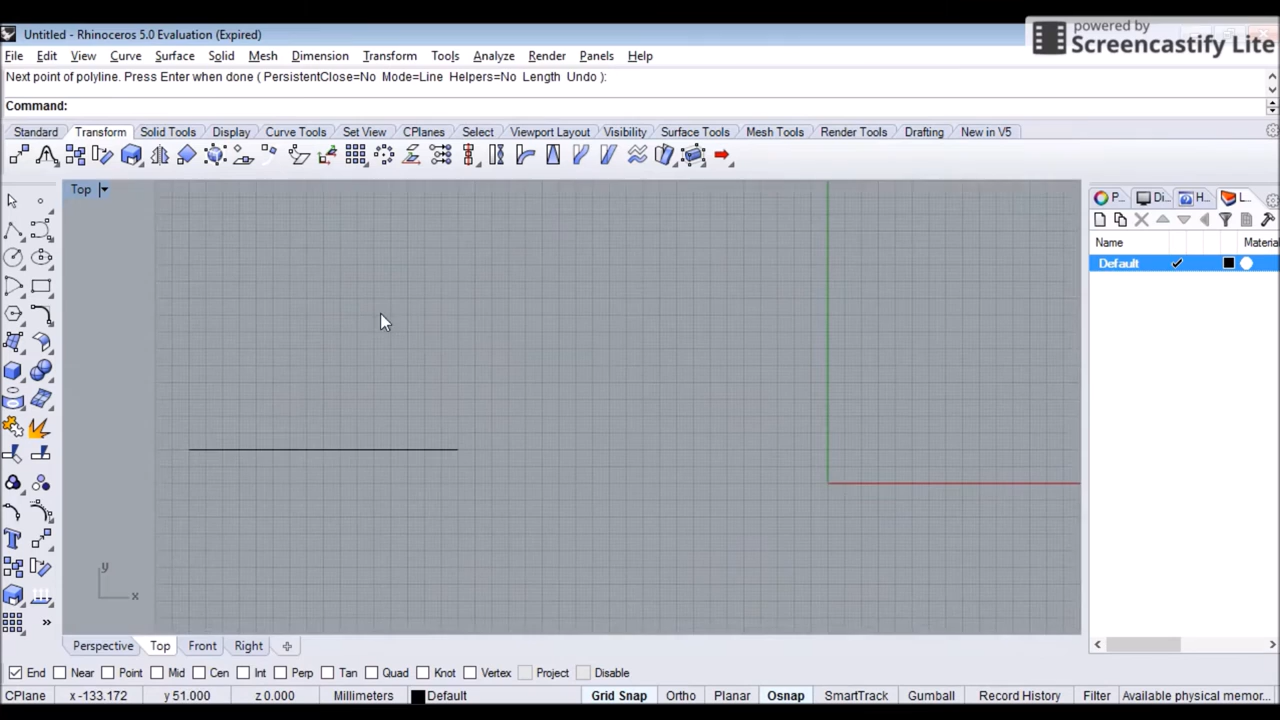 Untitled - Rhinoceros 5.0 Evaluation (Expired)
powered by
Screencastify Lite
File Edit View Curve Surface Solid Mesh Dimension Transform Tools Analyze Render Panels Help
Next point of polyline. Press Enter when done ( PersistentClose=No Mode=Line Helpers=No Length Undo ):
Command:
Standard Transform Solid Tools Display Curve Tools Set View CPlanes Select Viewport Layout Visibility Surface Tools Mesh Tools Render Tools Drafting New in V5
Top
P... Di... H... L...
Name Materia
Default
y
x
Perspective Top Front Right
End Near Point Mid Cen Int Perp Tan Quad Knot Vertex Project Disable
CPlane x -133.172 y 51.000 z 0.000 Millimeters Default Grid Snap Ortho Planar Osnap SmartTrack Gumball Record History Filter Available physical memor...